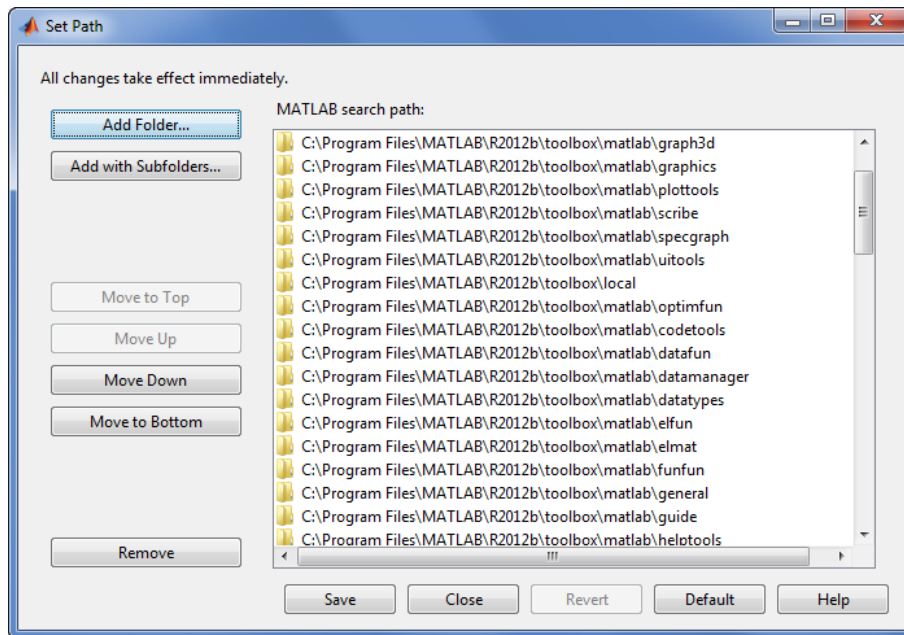 Set Path
All changes take effect immediately.
Add Folder...
Add with Subfolders...
Move to Top
Move Up
Move Down
Move to Bottom
Remove
MATLAB search path:
C:\Program Files\MATLAB\R2012b\toolbox\matlab\graph3d
C:\Program Files\MATLAB\R2012b\toolbox\matlab\graphics
C:\Program Files\MATLAB\R2012b\toolbox\matlab\plottools
C:\Program Files\MATLAB\R2012b\toolbox\matlab\scribe
C:\Program Files\MATLAB\R2012b\toolbox\matlab\specgraph
C:\Program Files\MATLAB\R2012b\toolbox\matlab\uitools
C:\Program Files\MATLAB\R2012b\toolbox\local
C:\Program Files\MATLAB\R2012b\toolbox\matlab\optimfun
C:\Program Files\MATLAB\R2012b\toolbox\matlab\codetools
C:\Program Files\MATLAB\R2012b\toolbox\matlab\datafun
C:\Program Files\MATLAB\R2012b\toolbox\matlab\datamanager
C:\Program Files\MATLAB\R2012b\toolbox\matlab\datatypes
C:\Program Files\MATLAB\R2012b\toolbox\matlab\elfun
C:\Program Files\MATLAB\R2012b\toolbox\matlab\elmat
C:\Program Files\MATLAB\R2012b\toolbox\matlab\funfun
C:\Program Files\MATLAB\R2012b\toolbox\matlab\general
C:\Program Files\MATLAB\R2012b\toolbox\matlab\guide
C:\Program Files\MATLAB\R2012b\toolbox\matlab\helptools
Save Close Revert Default Help